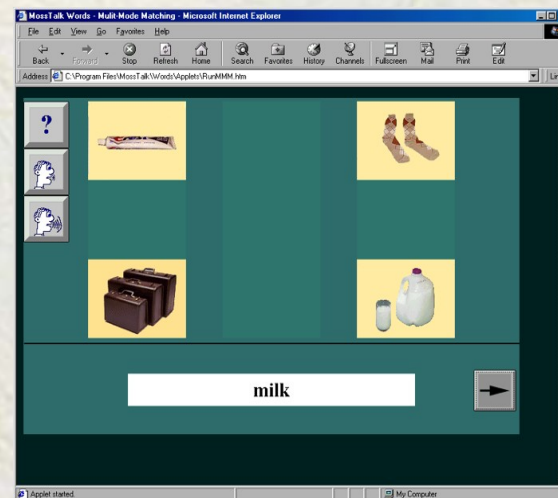 MossTalk Words - Mulit-Mode Matching - Microsoft Internet Explorer
File Edit View Go Favorites Help
Back Forward Stop Refresh Home Search Favorites History Channels Fullscreen Mail Print Edit
Address C:\Program Files\MossTalk\Words\Applets\RunMMM.htm
?
milk
Applet started.
My Computer